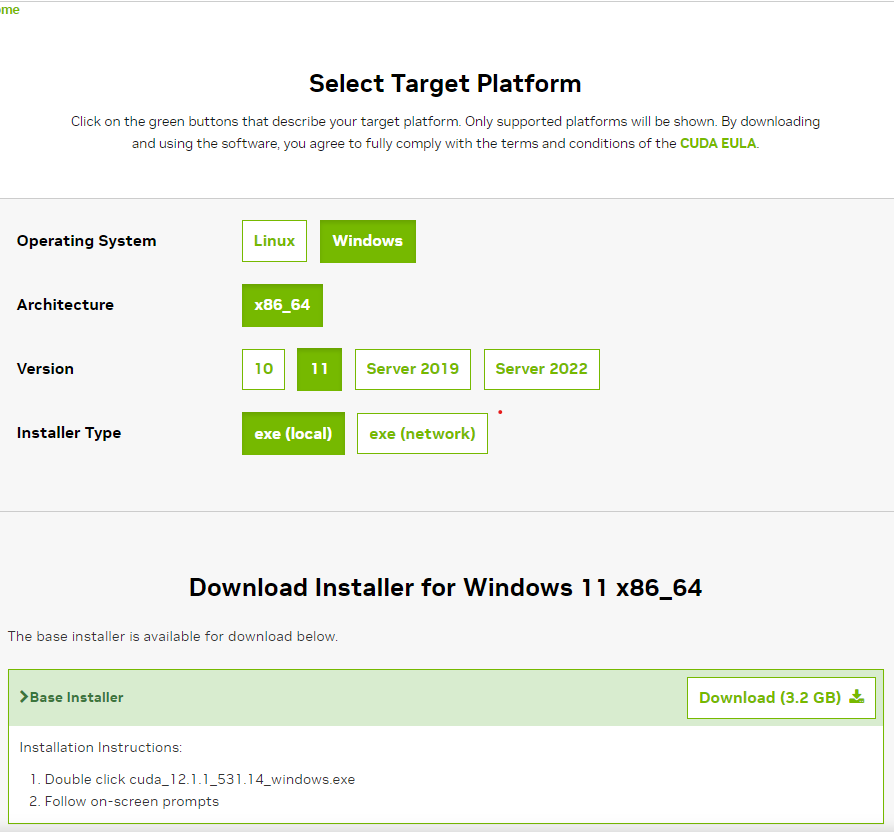 ome
Select Target Platform
Click on the green buttons that describe your target platform. Only supported platforms will be shown. By downloading
and using the software, you agree to fully comply with the terms and conditions of the CUDA EULA.
Operating System Linux Windows
Architecture x86_64
Version 10 11 Server 2019 Server 2022
Installer Type exe (local) exe (network)
Download Installer for Windows 11 x86_64
The base installer is available for download below.
Base Installer Download (3.2 GB)
Installation Instructions:
1. Double click cuda_12.1.1_531.14_windows.exe
2. Follow on-screen prompts